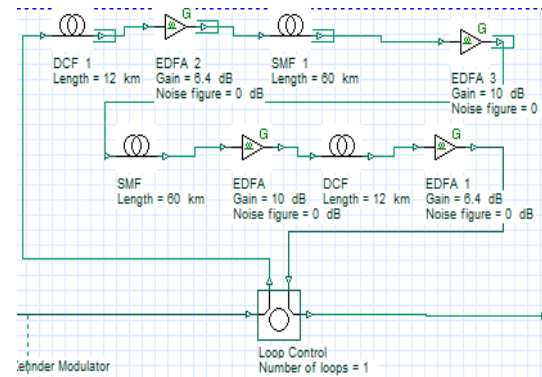 G
G
DCF 1
Length = 12 km
EDFA 2
Gain = 6.4 dB
Noise figure = 0 dB
SMF 1
Length = 60 km
EDFA 3
Gain = 10 dB
Noise figure = 0
G
G
SMF
Length = 60 km
EDFA
Gain = 10 dB
Noise figure = 0 dB
DCF
Length = 12 km
EDFA 1
Gain = 6.4 dB
Noise figure = 0 dB
Loop Control
Number of loops = 1
Modulator